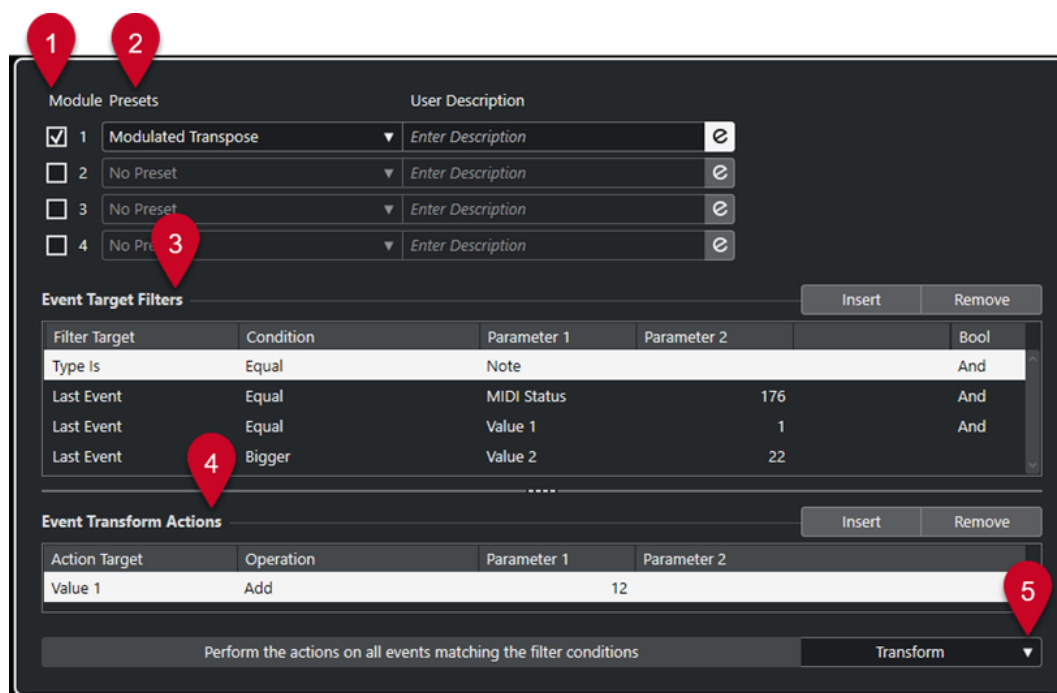 1 2
Module Presets User Description
1 Modulated Transpose Enter Description e
2 No Preset Enter Description e
3 No Preset Enter Description e
4 No Pre Enter Description e
3
Event Target Filters Insert Remove
Filter Target Condition Parameter 1 Parameter 2 Bool
Type Is Equal Note And
Last Event Equal MIDI Status 176 And
Last Event Equal Value 1 1 And
Last Event Bigger Value 2 22
4
Event Transform Actions Insert Remove
Action Target Operation Parameter 1 Parameter 2
Value 1 Add 12
5
Perform the actions on all events matching the filter conditions Transform